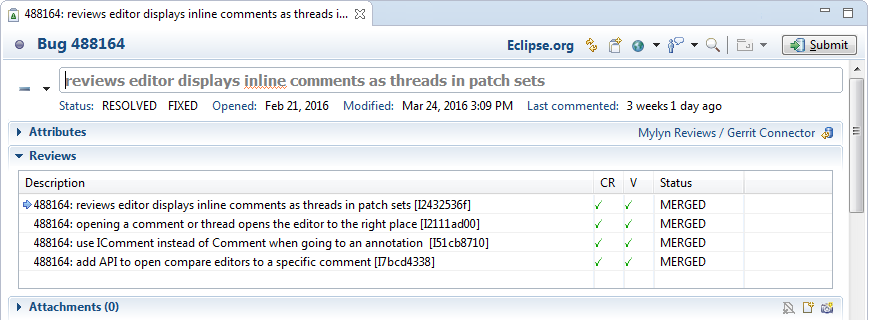 488164: reviews editor displays inline comments as threads i...
Bug 488164 Eclipse.org Submit
reviews editor displays inline comments as threads in patch sets
Status: RESOLVED FIXED Opened: Feb 21, 2016 Modified: Mar 24, 2016 3:09 PM Last commented: 3 weeks 1 day ago
Attributes Mylyn Reviews / Gerrit Connector
Reviews
Description CR V Status
488164: reviews editor displays inline comments as threads in patch sets [I2432536f] MERGED
488164: opening a comment or thread opens the editor to the right place [I2111ad00] MERGED
488164: use IComment instead of Comment when going to an annotation [I51cb8710] MERGED
488164: add API to open compare editors to a specific comment [I7bcd4338] MERGED
Attachments (0)